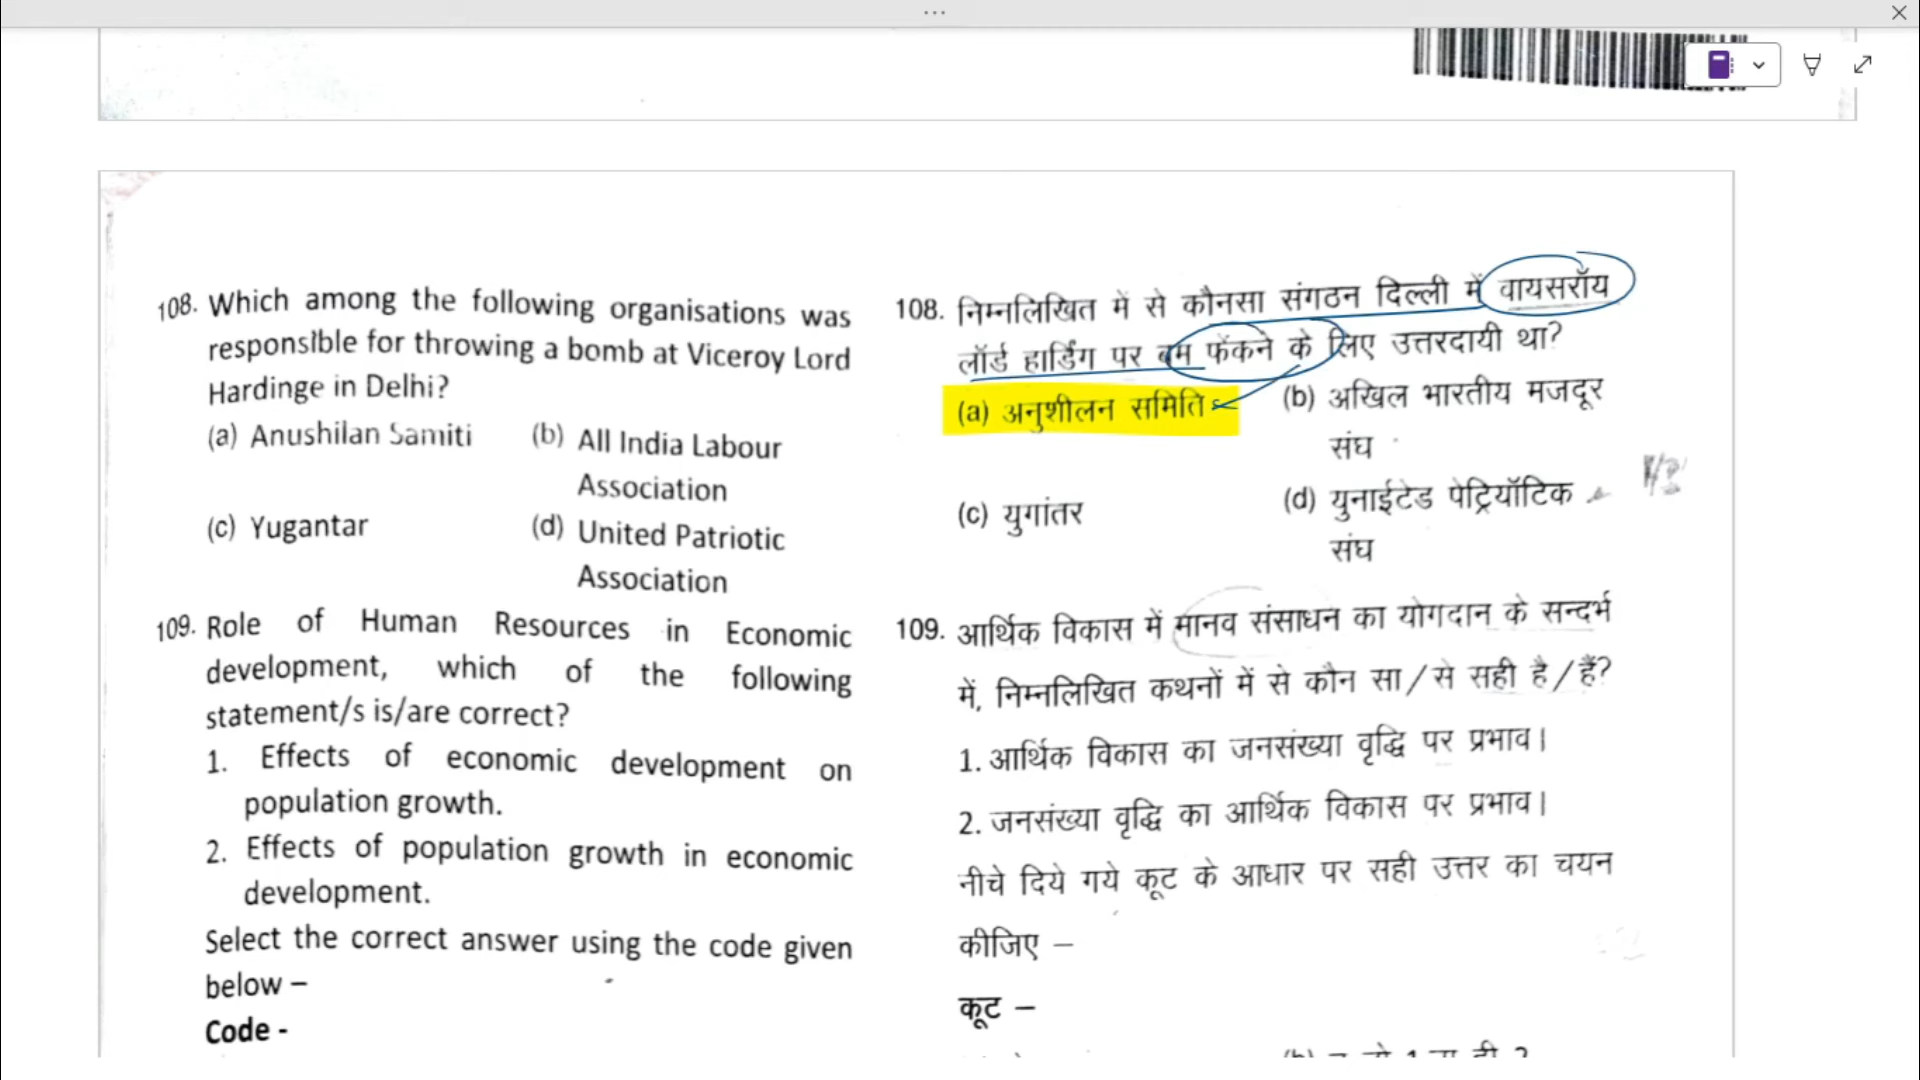 108. Which among the following organisations was
responsible for throwing a bomb at Viceroy Lord
Hardinge in Delhi?
(a) Anushilan Samiti (b) All India Labour
Association
(c) Yugantar (d) United Patriotic
Association
109. Role of Human Resources in Economic
development, which of the following
statement/s is/are correct?
1. Effects of economic development on
population growth.
2. Effects of population growth in economic
development.
Select the correct answer using the code given
below –
Code -
108. निम्नलिखित में से कौनसा संगठन दिल्ली में वायसरॉय
लॉर्ड हार्डिंग पर बम फेंकने के लिए उत्तरदायी था?
(a) अनुशीलन समिति (b) अखिल भारतीय मजदूर
संघ
(c) युगांतर (d) युनाईटेड पेट्रियॉटिक
संघ
109. आर्थिक विकास में मानव संसाधन का योगदान के सन्दर्भ
में, निम्नलिखित कथनों में से कौन सा/से सही है/हैं?
1. आर्थिक विकास का जनसंख्या वृद्धि पर प्रभाव।
2. जनसंख्या वृद्धि का आर्थिक विकास पर प्रभाव।
नीचे दिये गये कूट के आधार पर सही उत्तर का चयन
कीजिए –
कूट –